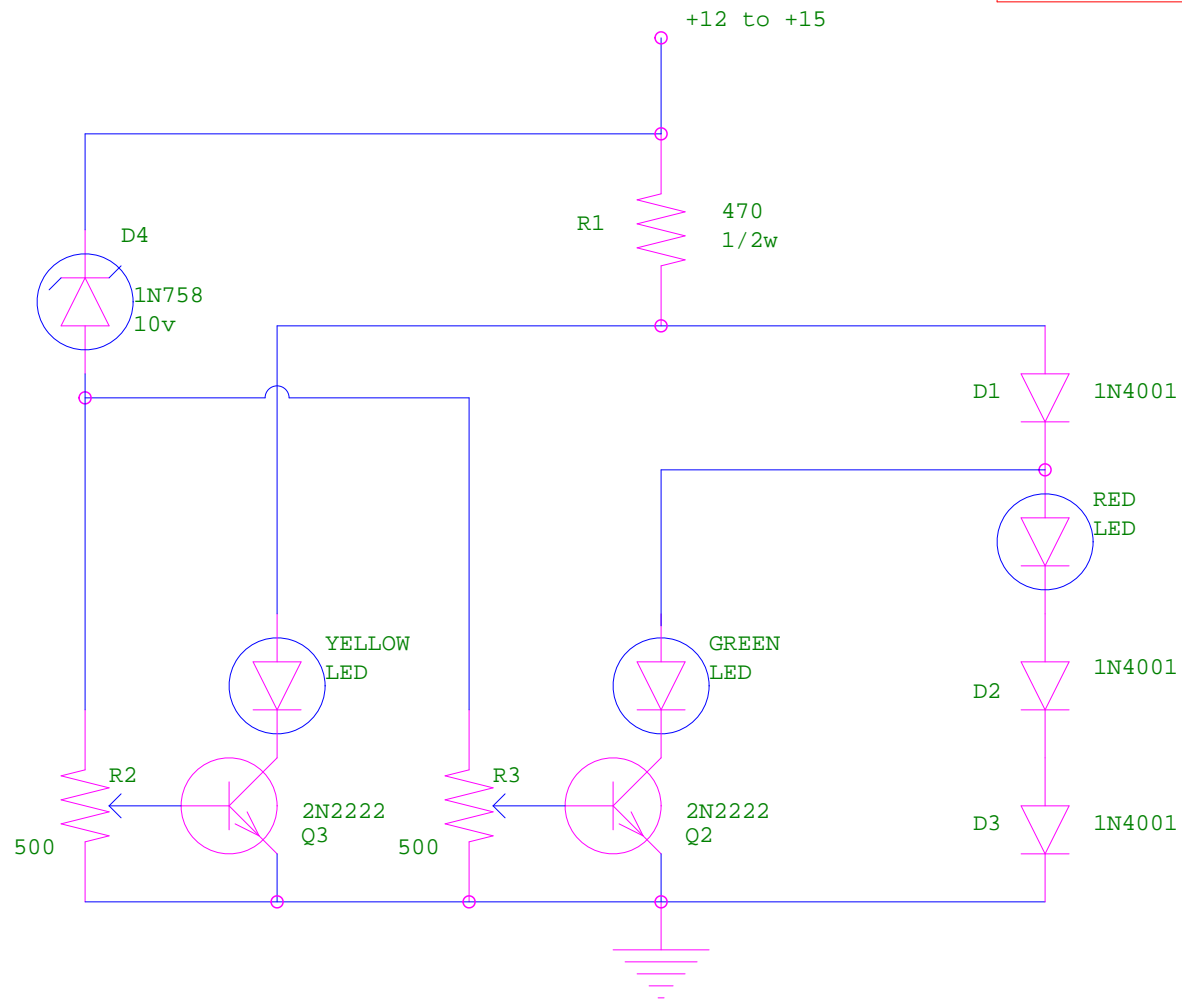 +12 to +15
R1
470
1/2w
D4
1N758
10v
D1
1N4001
RED
LED
YELLOW
LED
GREEN
LED
D2
1N4001
R2
500
2N2222
Q3
R3
500
2N2222
Q2
D3
1N4001